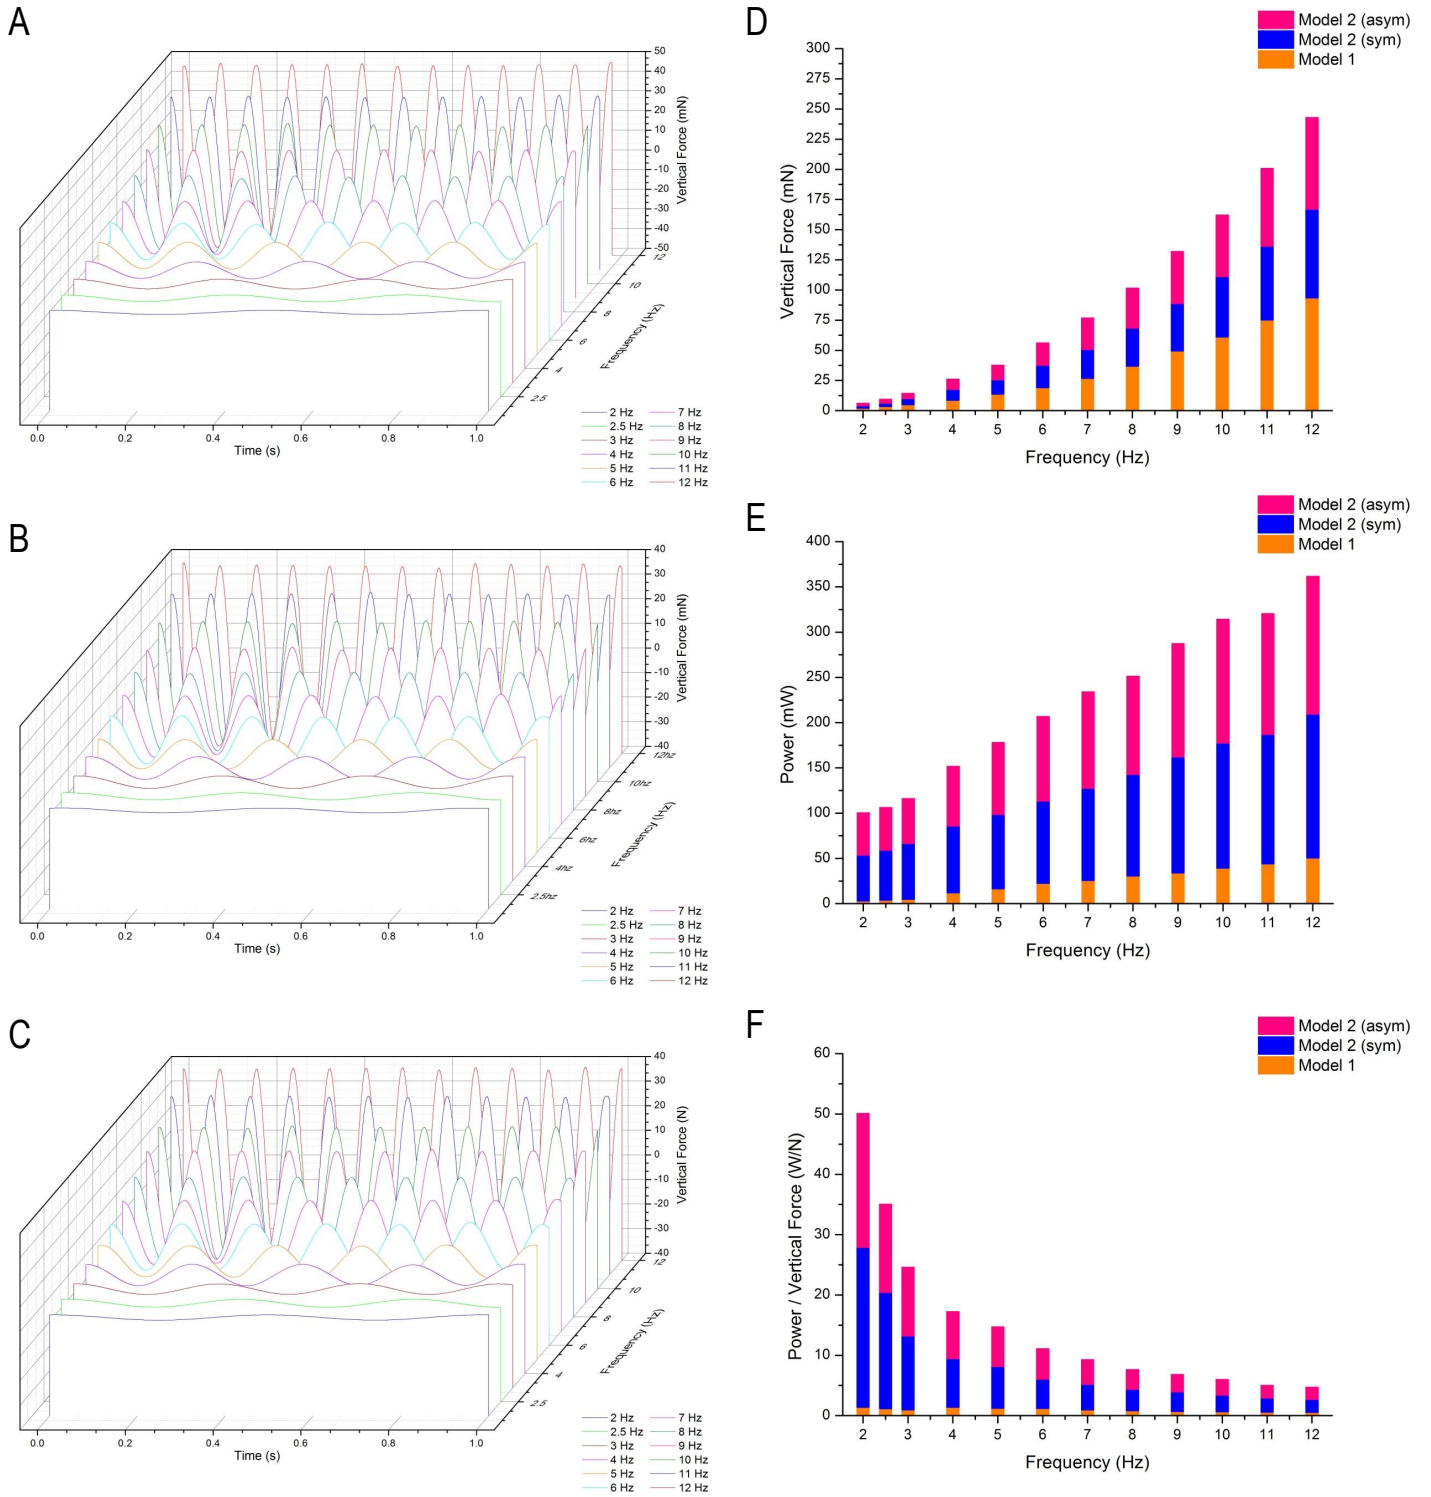 A
50
40
30
20
10
0
-10
-20
-30
-40
-50
Vertical Force (mN)
12
10
8
6
4
2.5
Frequency (Hz)
0.0 0.2 0.4 0.6 0.8 1.0
Time (s)
2 Hz 7 Hz
2.5 Hz 8 Hz
3 Hz 9 Hz
4 Hz 10 Hz
5 Hz 11 Hz
6 Hz 12 Hz
D
Model 2 (asym)
Model 2 (sym)
Model 1
300
275
250
225
200
175
150
125
100
75
50
25
0
Vertical Force (mN)
2 3 4 5 6 7 8 9 10 11 12
Frequency (Hz)
B
40
30
20
10
0
-10
-20
-30
-40
Vertical Force (mN)
12hz
10hz
8hz
6hz
4hz
2.5hz
Frequency (Hz)
0.0 0.2 0.4 0.6 0.8 1.0
Time (s)
2 Hz 7 Hz
2.5 Hz 8 Hz
3 Hz 9 Hz
4 Hz 10 Hz
5 Hz 11 Hz
6 Hz 12 Hz
E
Model 2 (asym)
Model 2 (sym)
Model 1
400
350
300
250
200
150
100
50
0
Power (mW)
2 3 4 5 6 7 8 9 10 11 12
Frequency (Hz)
C
40
30
20
10
0
-10
-20
-30
-40
Vertical Force (N)
12
10
8
6
4
2.5
Frequency (Hz)
0.0 0.2 0.4 0.6 0.8 1.0
Time (s)
2 Hz 7 Hz
2.5 Hz 8 Hz
3 Hz 9 Hz
4 Hz 10 Hz
5 Hz 11 Hz
6 Hz 12 Hz
F
Model 2 (asym)
Model 2 (sym)
Model 1
60
50
40
30
20
10
0
Power / Vertical Force (W/N)
2 3 4 5 6 7 8 9 10 11 12
Frequency (Hz)